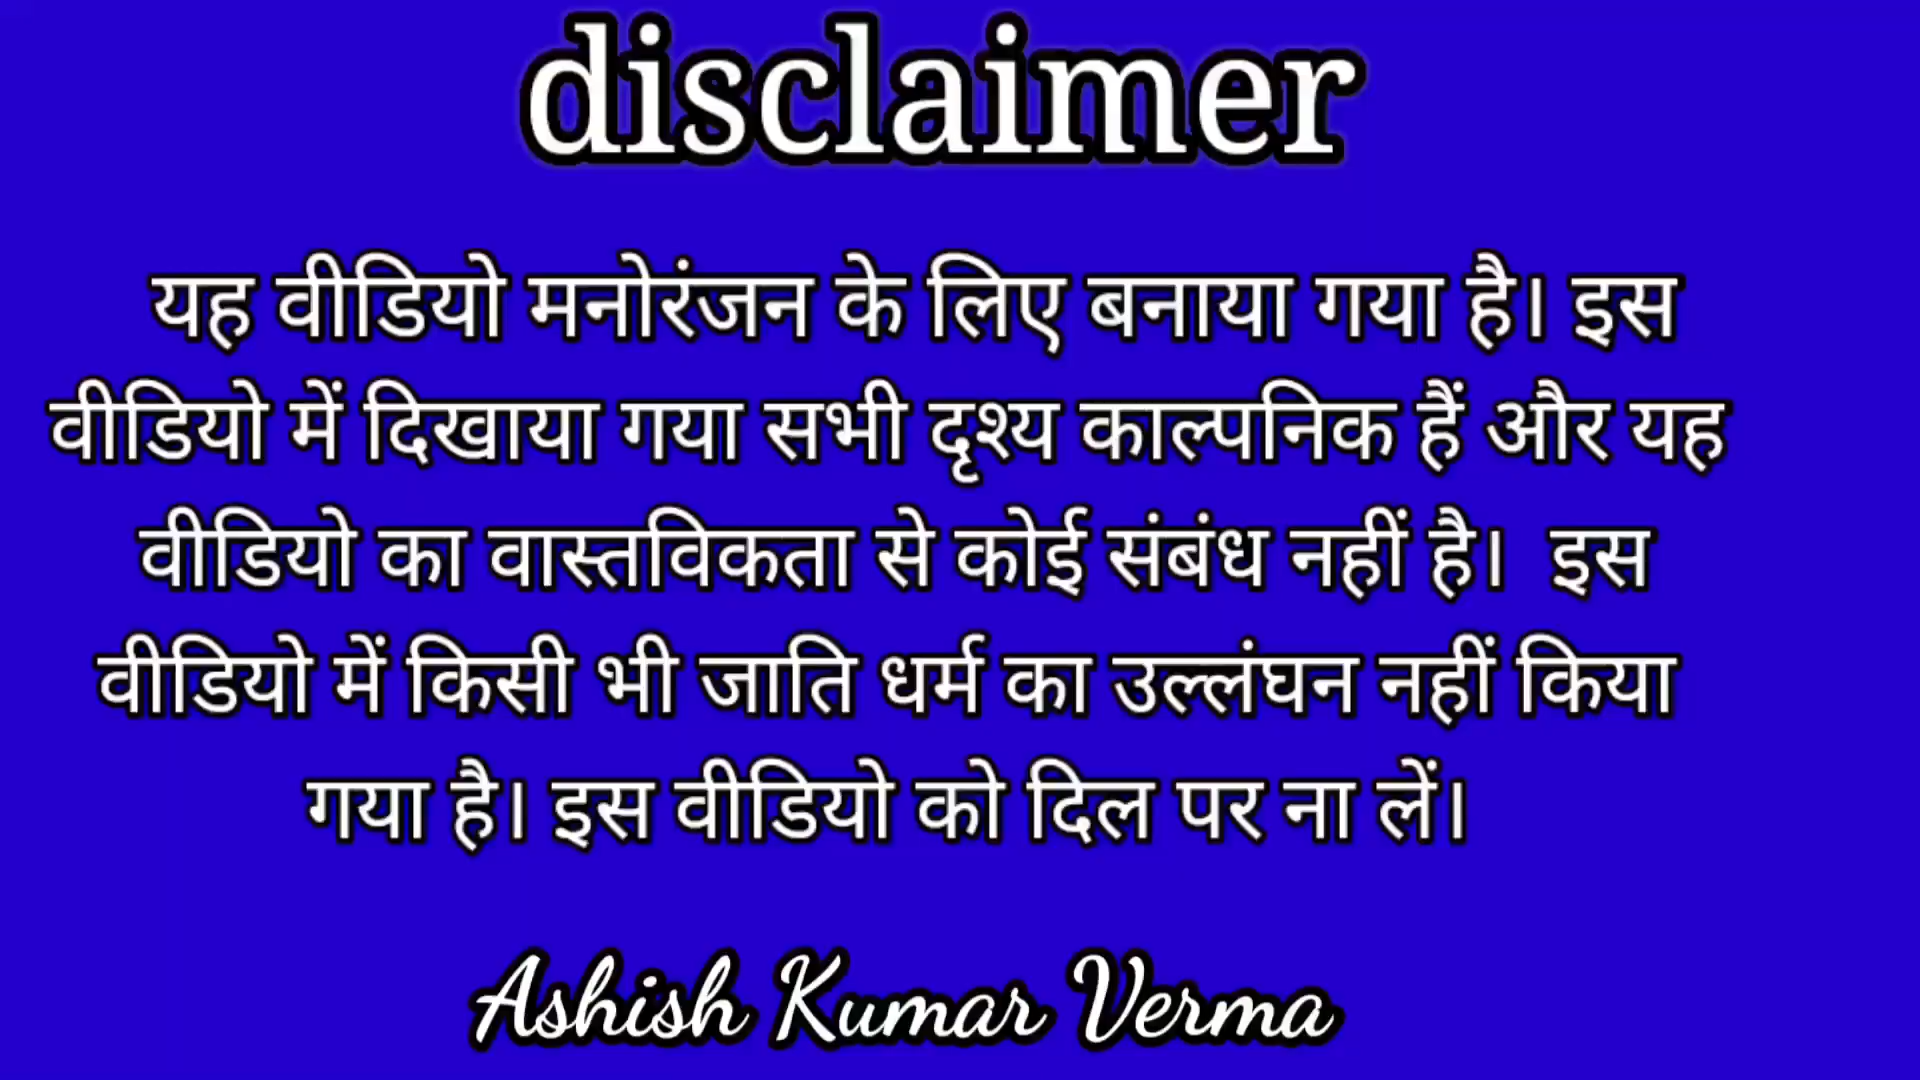 disclaimer
यह वीडियो मनोरंजन के लिए बनाया गया है। इस
वीडियो में दिखाया गया सभी दृश्य काल्पनिक हैं और यह
वीडियो का वास्तविकता से कोई संबंध नहीं है। इस
वीडियो में किसी भी जाति धर्म का उल्लंघन नहीं किया
गया है। इस वीडियो को दिल पर ना लें।
Ashish Kumar Verma